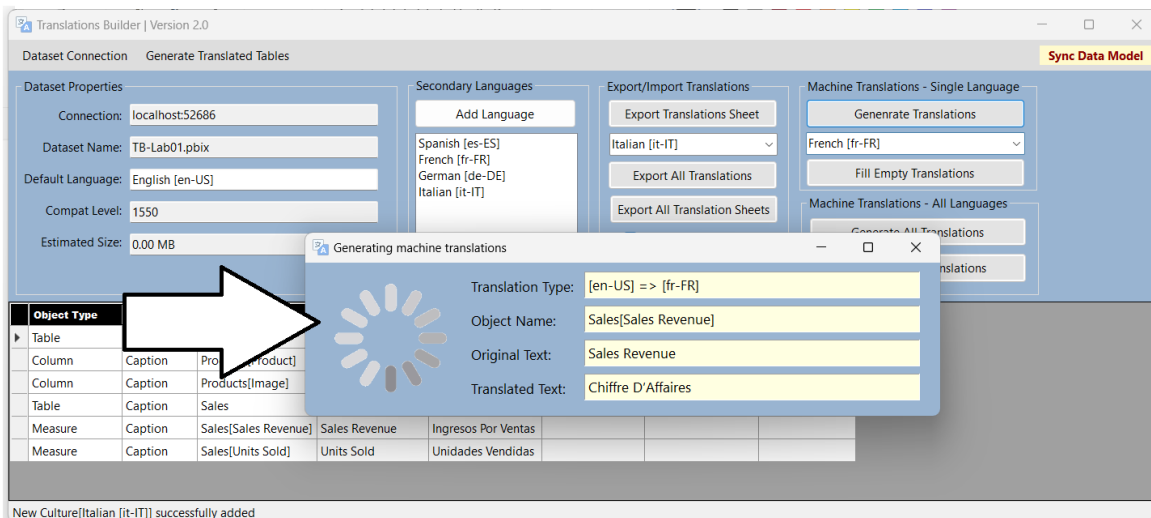 Translations Builder | Version 2.0
Dataset Connection Generate Translated Tables Sync Data Model
Dataset Properties
Connection: localhost:52686
Dataset Name: TB-Lab01.pbix
Default Language: English [en-US]
Compat Level: 1550
Estimated Size: 0.00 MB
Secondary Languages
Add Language
Spanish [es-ES]
French [fr-FR]
German [de-DE]
Italian [it-IT]
Export/Import Translations
Export Translations Sheet
Italian [it-IT]
Export All Translations
Export All Translation Sheets
Machine Translations - Single Language
Genenrate Translations
French [fr-FR]
Fill Empty Translations
Machine Translations - All Languages
Generate All Translations
nslations
Generating machine translations
Translation Type: [en-US] => [fr-FR]
Object Name: Sales[Sales Revenue]
Original Text: Sales Revenue
Translated Text: Chiffre D'Affaires
Object Type
Table
Column Caption Product]
Column Caption Products[Image]
Table Caption Sales
Measure Caption Sales[Sales Revenue] Sales Revenue Ingresos Por Ventas
Measure Caption Sales[Units Sold] Units Sold Unidades Vendidas
New Culture[Italian [it-IT]] successfully added